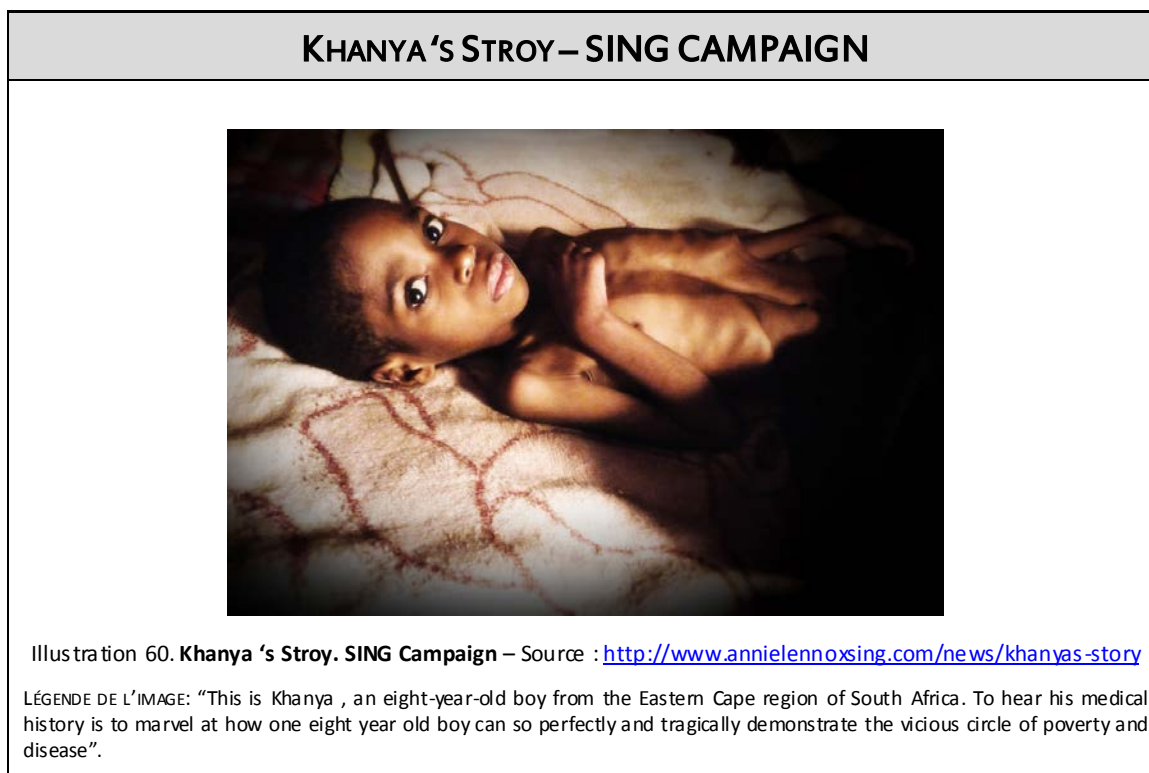 KHANYA ‘S STROY – SING CAMPAIGN
Illustration 60. Khanya ‘s Stroy. SING Campaign – Source : http://www.annielennoxsing.com/news/khanyas-story
LÉGENDE DE L’IMAGE: “This is Khanya , an eight-year-old boy from the Eastern Cape region of South Africa. To hear his medical
history is to marvel at how one eight year old boy can so perfectly and tragically demonstrate the vicious circle of poverty and
disease”.